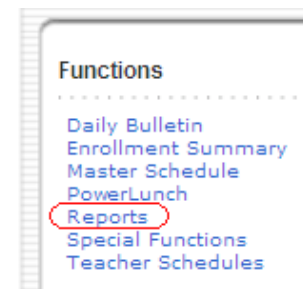 Functions
Daily Bulletin
Enrollment Summary
Master Schedule
PowerLunch
Reports
Special Functions
Teacher Schedules